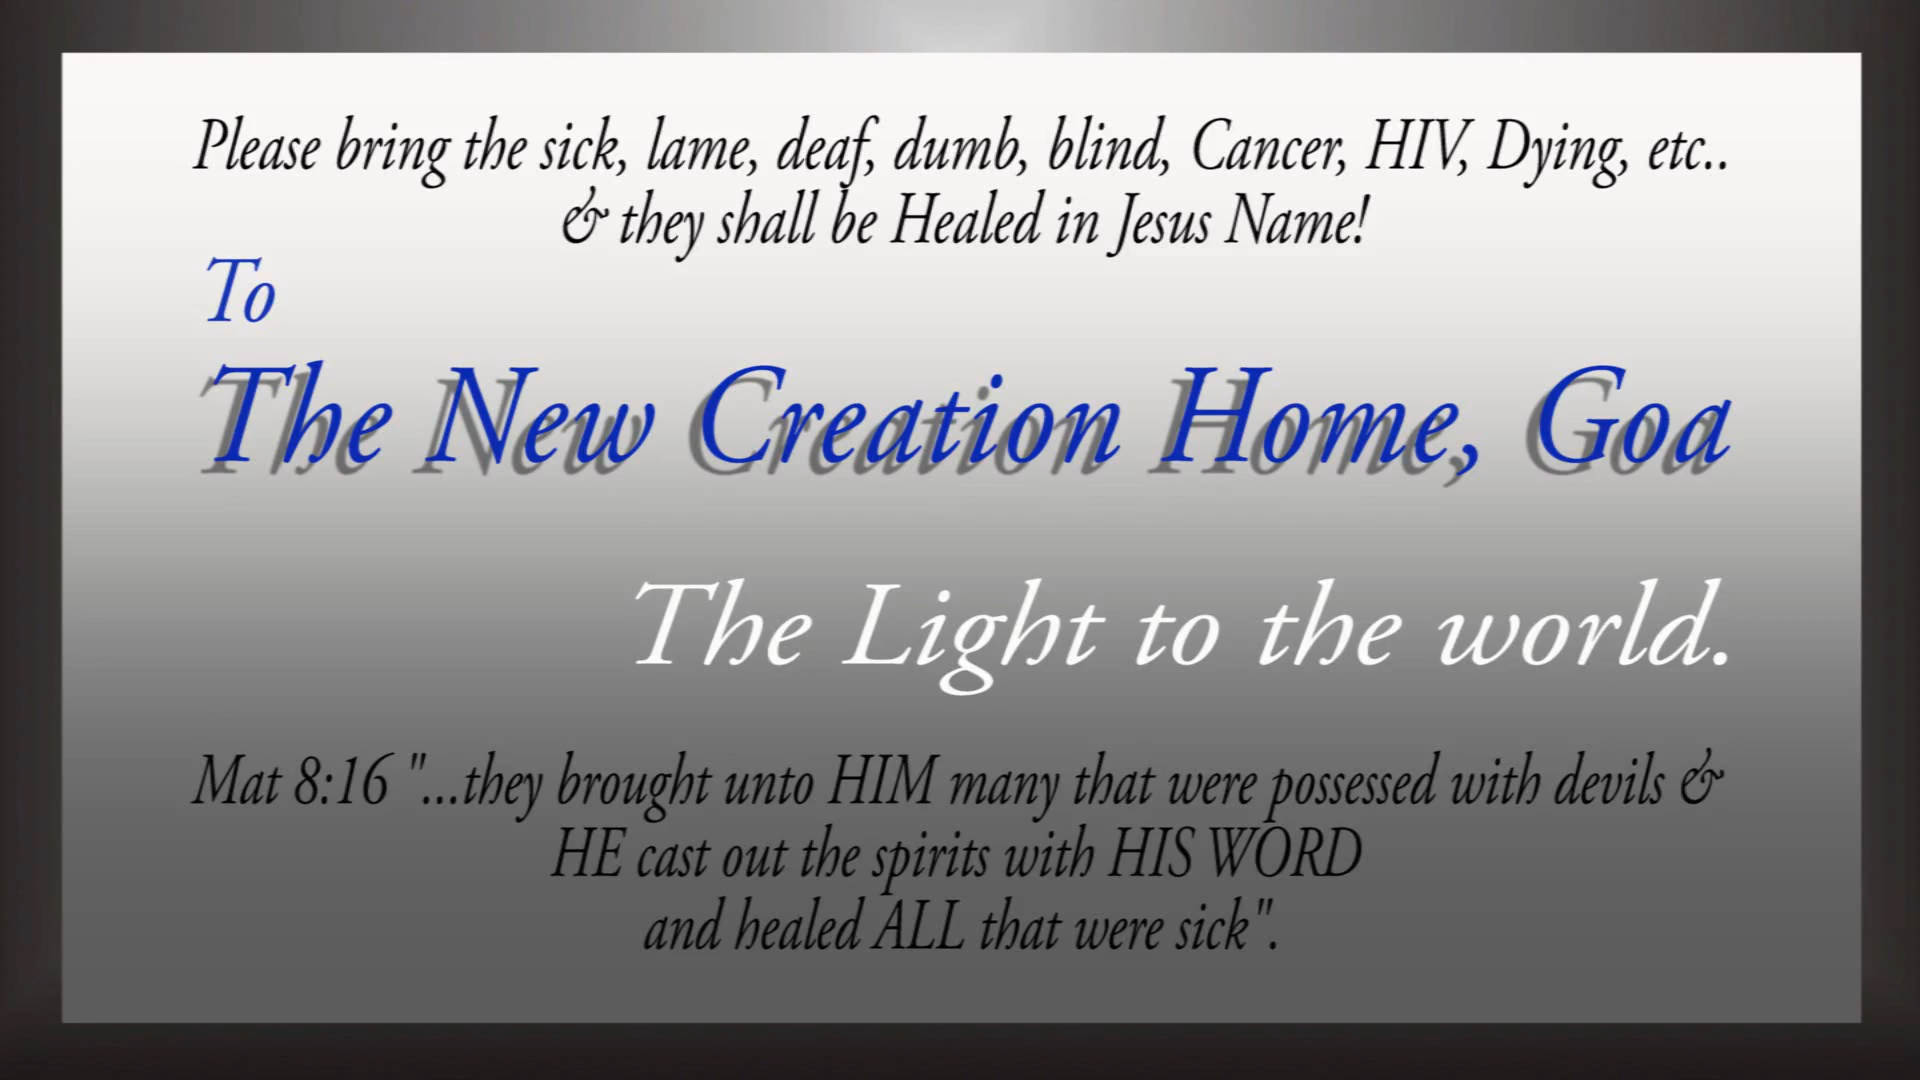 Please bring the sick, lame, deaf, dumb, blind, Cancer, HIV, Dying, etc..
& they shall be Healed in Jesus Name!
To
The New Creation Home, Goa
The Light to the world.
Mat 8:16 "...they brought unto HIM many that were possessed with devils &
HE cast out the spirits with HIS WORD
and healed ALL that were sick".